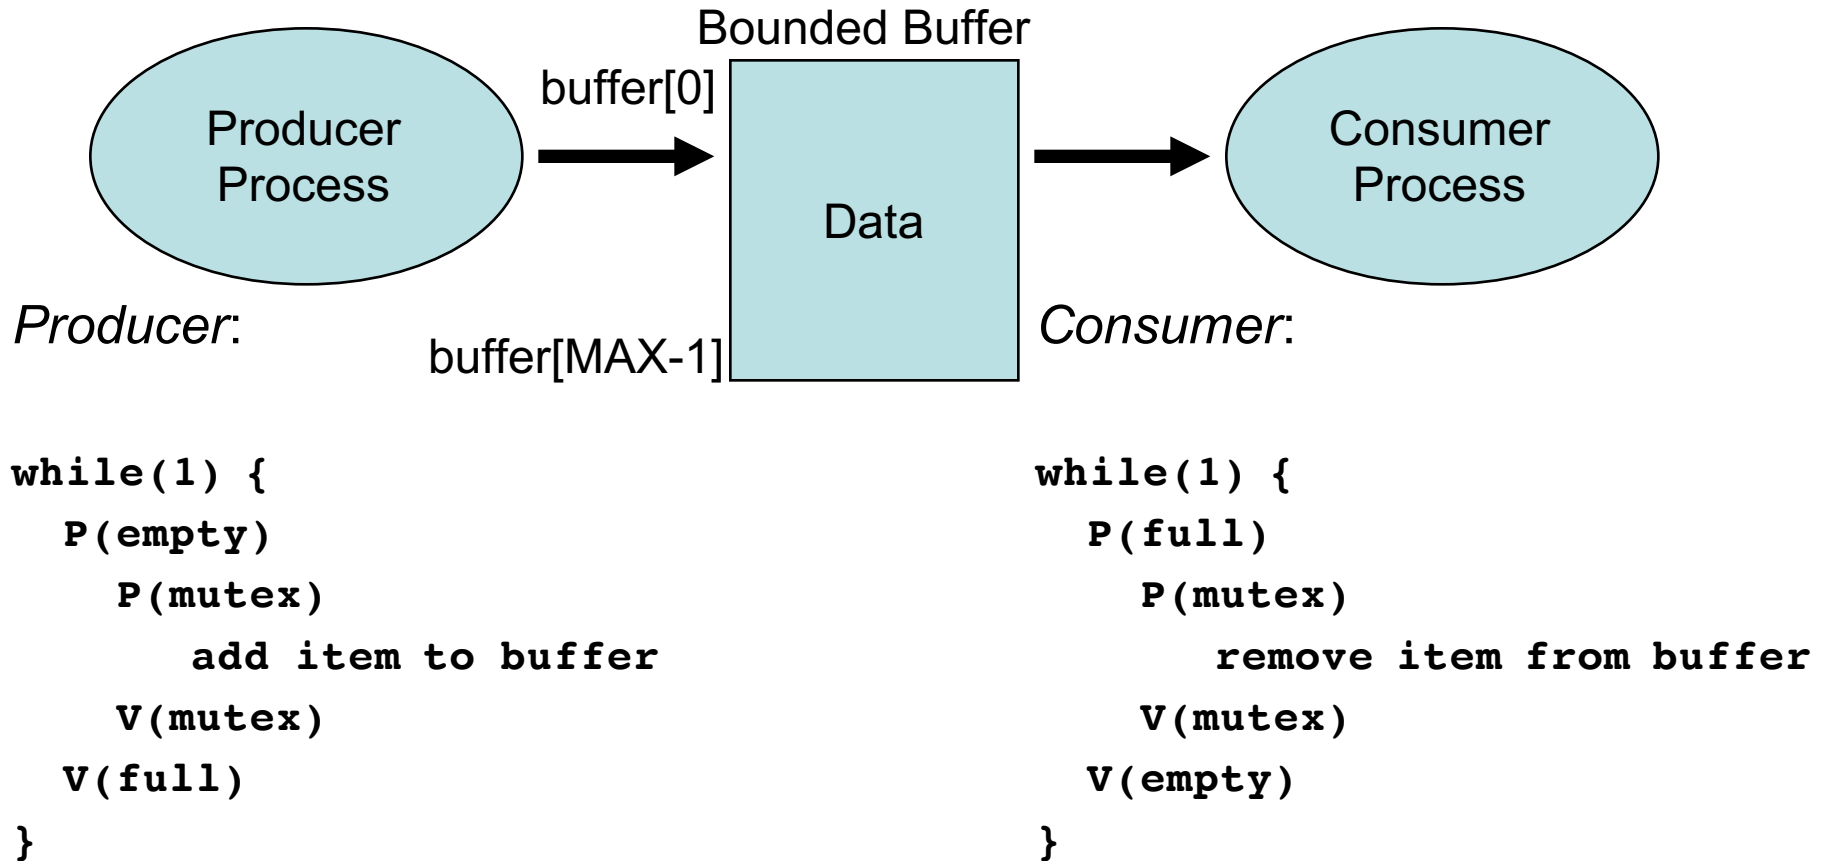 Bounded Buffer
Producer
Process
buffer[0]
Data
buffer[MAX-1]
Consumer
Process
Producer:
while(1) {
P(empty)
P(mutex)
add item to buffer
V(mutex)
V(full)
}
Consumer:
while(1) {
P(full)
P(mutex)
remove item from buffer
V(mutex)
V(empty)
}